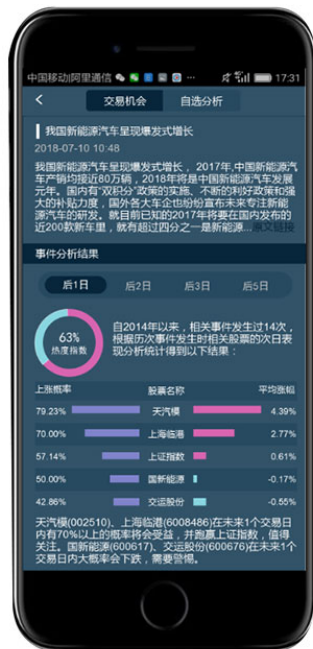 中国移动|阿里通信 17:31
交易机会 自选分析
我国新能源汽车呈现爆发式增长
2018-07-10 10:48
我国新能源汽车呈现爆发式增长， 2017年,中国新能源汽
车产销均接近80万辆，2018年将是中国新能源汽车发展
元年。国内有“双积分”政策的实施、不断的利好政策和强
大的补贴力度，国外各大车企也纷纷宣布未来专注新能
源汽车的研发。就目前已知的2017年将要在国内发布的
近200款新车里，就有超过四分之一是新能源...原文链接
事件分析结果
后1日 后2日 后3日 后5日
63%
热度指数
自2014年以来，相关事件发生过14次，
根据历次事件发生时相关股票的次日表
现分析统计得到以下结果：
上涨概率 股票名称 平均涨幅
79.23% 天汽模 4.39%
70.00% 上海临港 2.77%
57.14% 上证指数 0.61%
50.00% 国新能源 -0.17%
42.86% 交运股份 -0.55%
天汽模(002510)、上海临港(6008486)在未来1个交易日
内有70%以上的概率将会受益，并跑赢上证指数，值得
关注。国新能源(600617)、交运股份(600676)在未来1个
交易日内大概率会下跌，需要警惕。